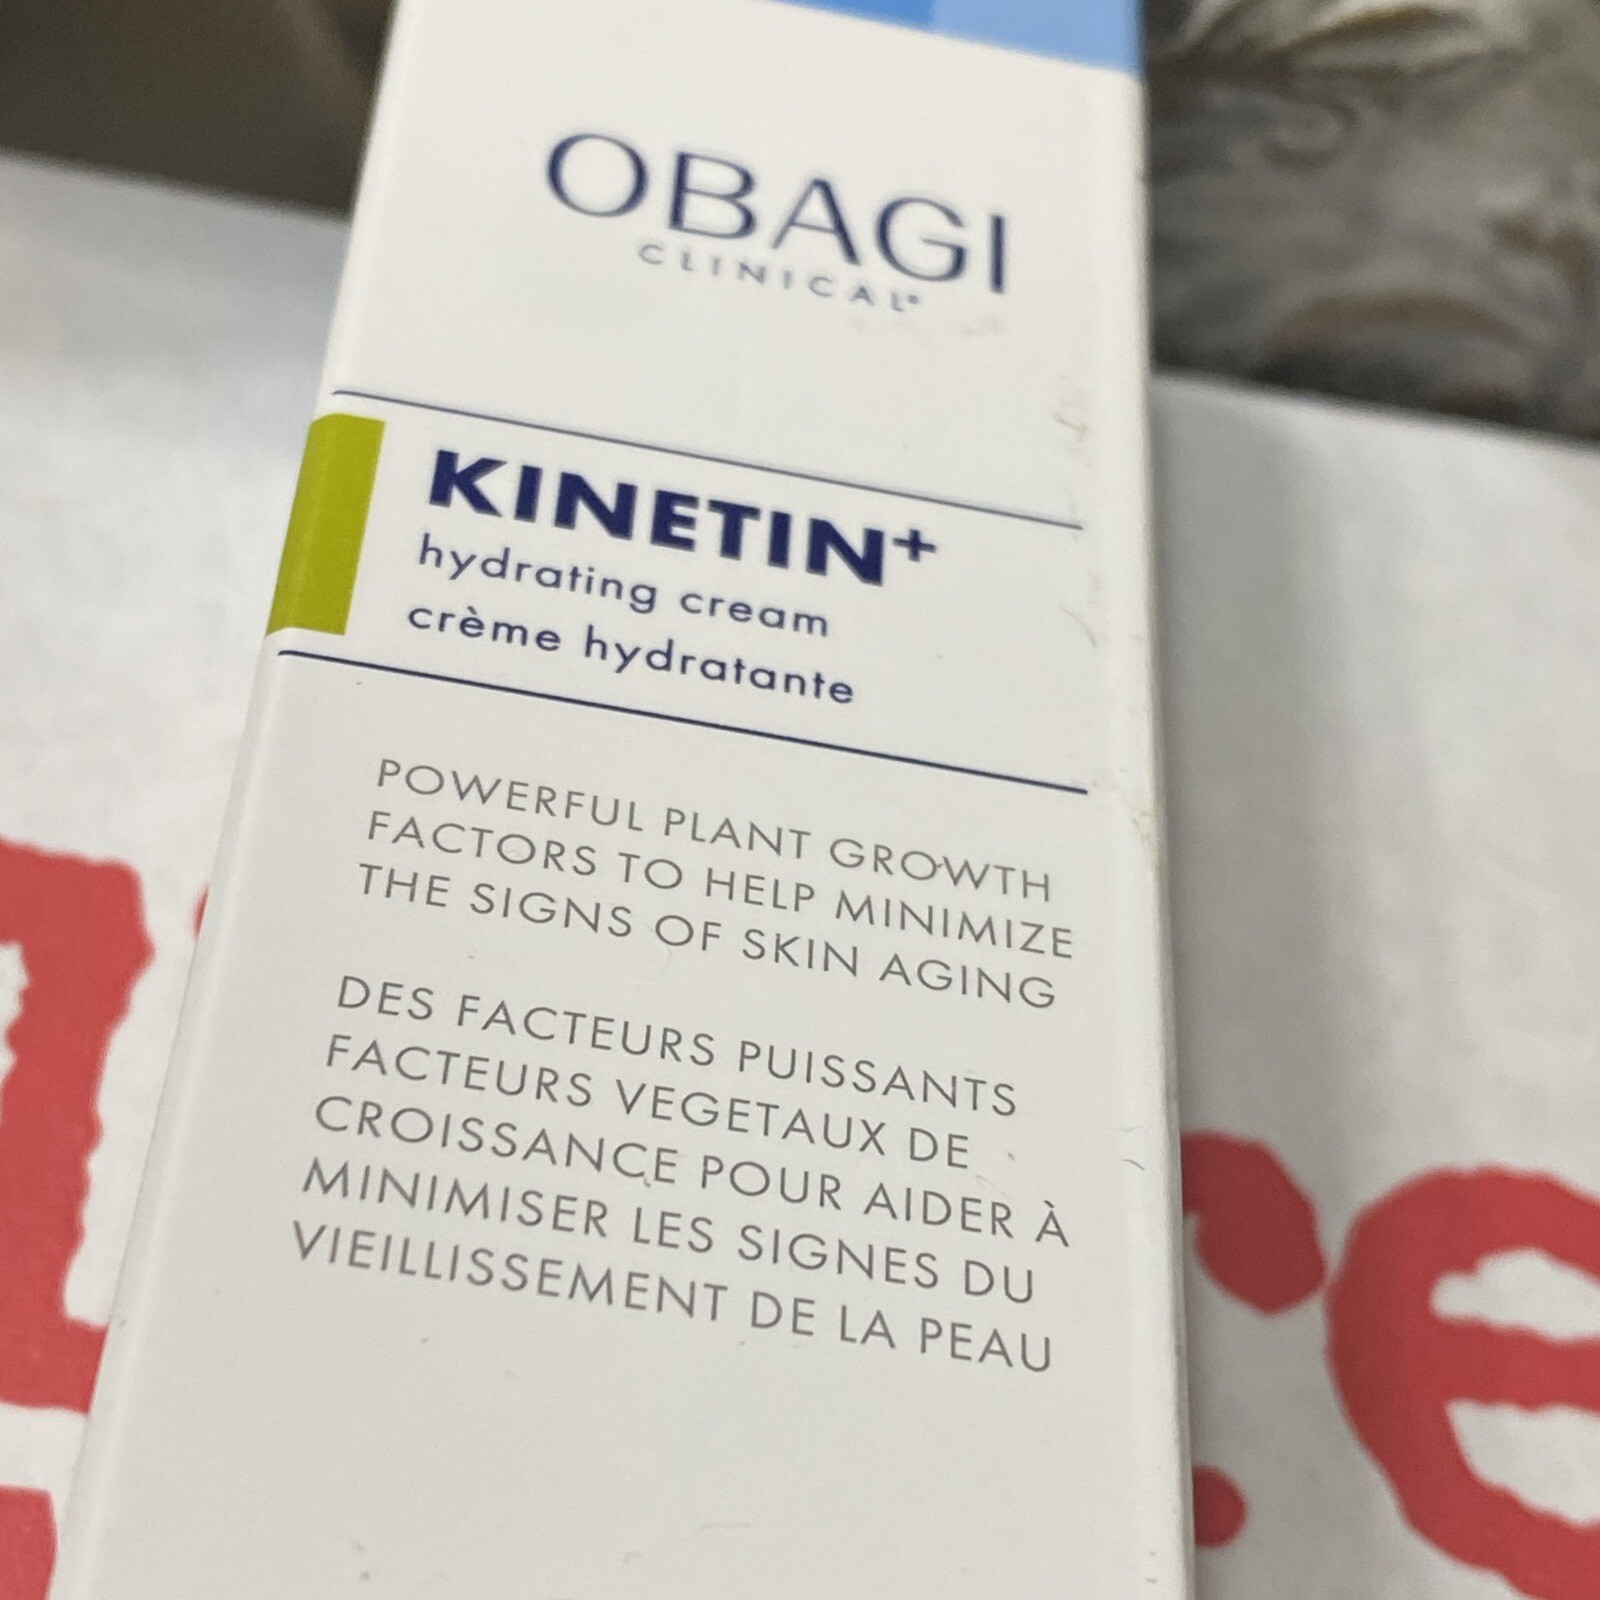 OBAGI
CLINICAL®
KINETIN+
hydrating cream
crème hydratante
POWERFUL PLANT GROWTH
FACTORS TO HELP MINIMIZE
THE SIGNS OF SKIN AGING
DES FACTEURS PUISSANTS
FACTEURS VEGETAUX DE
CROISSANCE POUR AIDER À
MINIMISER LES SIGNES DU
VIEILLISSEMENT DE LA PEAU
re